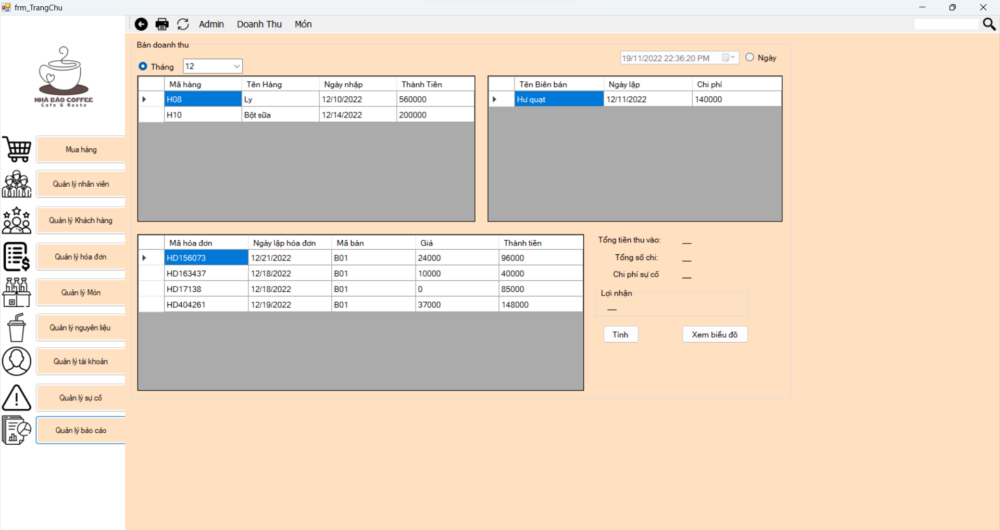 frm_TrangChu
Admin Doanh Thu Món
NHÀ BÁO COFFEE
Cafe & Resto
Mua hàng
Quản lý nhân viên
Quản lý Khách hàng
Quản lý hóa đơn
Quản lý Món
Quản lý nguyên liệu
Quản lý tài khoản
Quản lý sự cố
Quản lý báo cáo
Bản doanh thu
19/11/2022 22:36:20 PM Ngày
Tháng 12
Mã hàng Tên Hàng Ngày nhập Thành Tiền
H08 Ly 12/10/2022 560000
H10 Bột sữa 12/14/2022 200000
Tên Biên bản Ngày lập Chi phí
Hư quạt 12/11/2022 140000
Mã hóa đơn Ngày lập hóa đơn Mã bàn Giá Thành tiền
HD156073 12/21/2022 B01 24000 96000
HD163437 12/18/2022 B01 10000 40000
HD17138 12/18/2022 B01 0 85000
HD404261 12/19/2022 B01 37000 148000
Tổng tiền thu vào: __
Tổng số chi: __
Chi phí sự cố __
Lợi nhận
__
Tính Xem biểu đồ